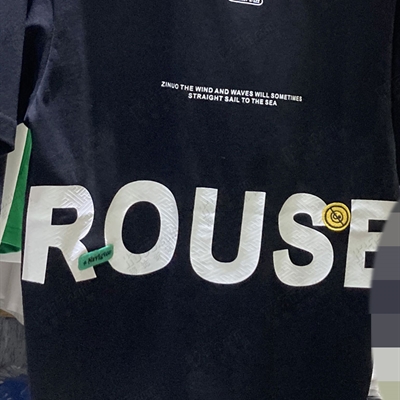 ZINUO THE WIND AND WAVES WILL SOMETIMES
STRAIGHT SAIL TO THE SEA
ROUSE